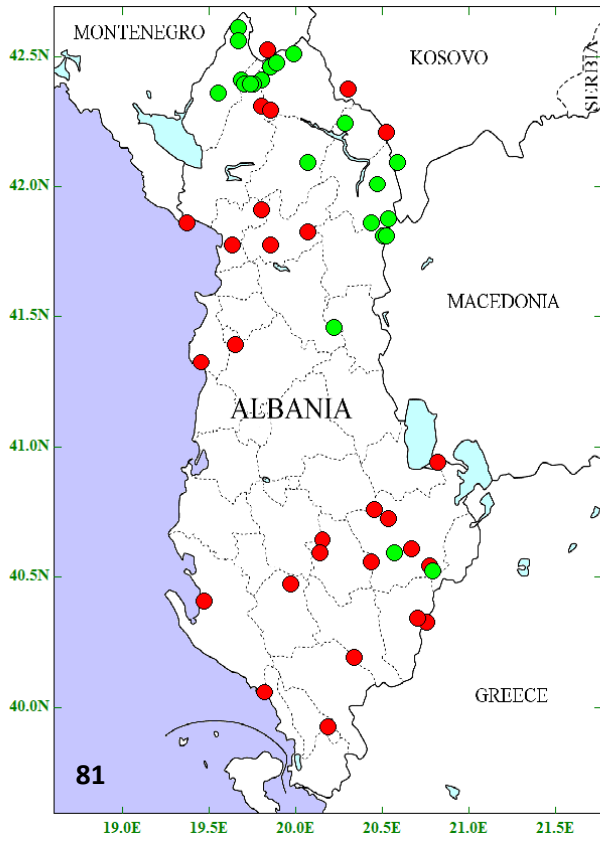 MONTENEGRO
KOSOVO
SERBIA
42.5N
42.0N
MACEDONIA
41.5N
ALBANIA
41.0N
40.5N
GREECE
40.0N
81
19.0E 19.5E 20.0E 20.5E 21.0E 21.5E